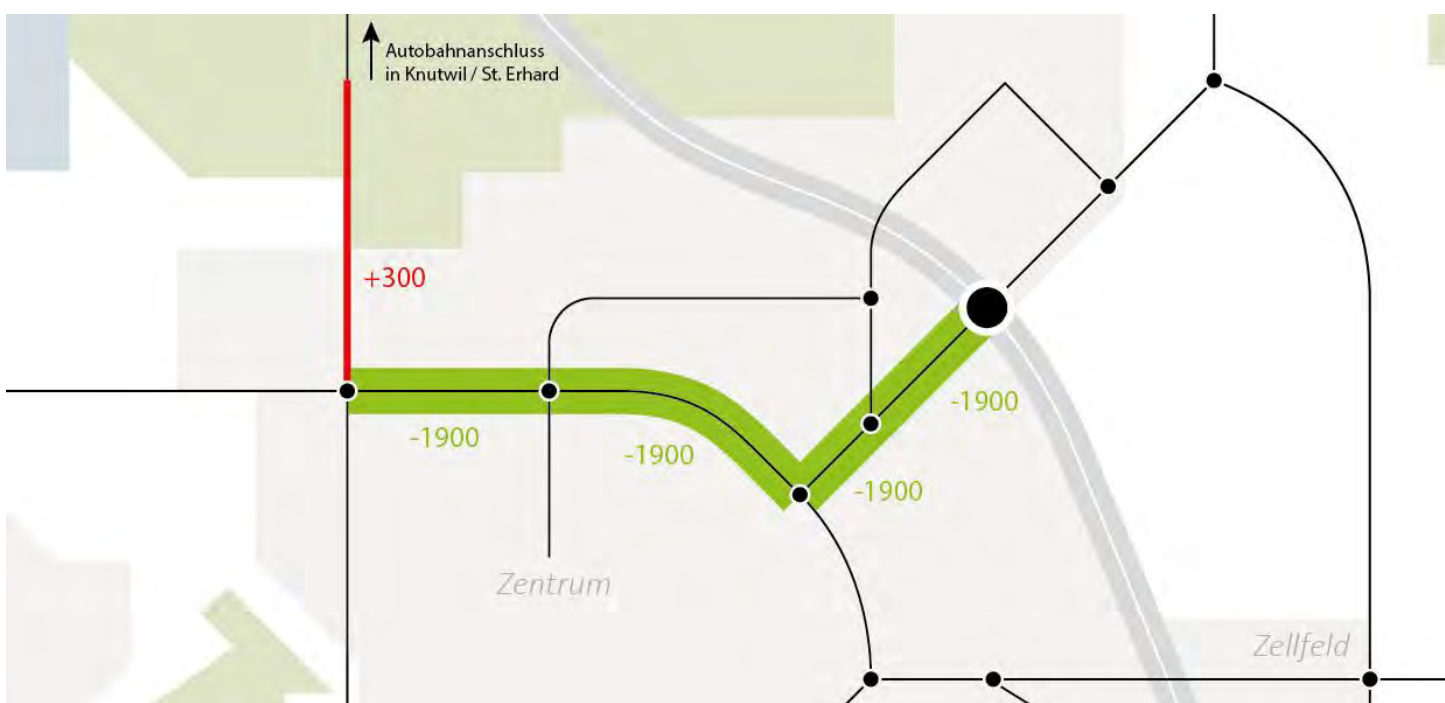 Autobahnanschluss
in Knutwil / St. Erhard
+300
-1900
-1900
-1900
-1900
Zentrum
Zellfeld